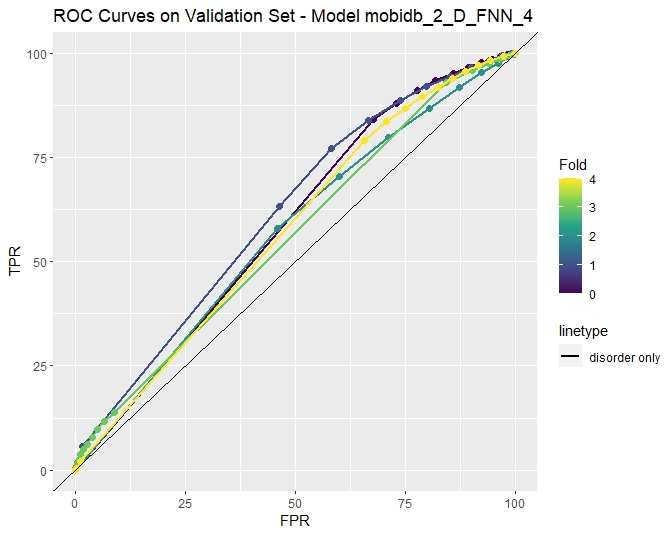 ROC Curves on Validation Set - Model mobidb_2_D_FNN_4
TPR
100
75
50
25
0
0
25
50
75
100
FPR
Fold
4
3
2
1
0
linetype
disorder only